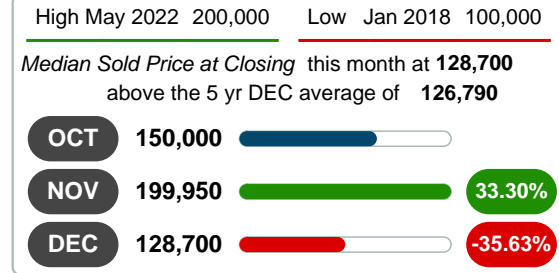 High May 2022 200,000 Low Jan 2018 100,000
Median Sold Price at Closing this month at 128,700
above the 5 yr DEC average of 126,790
OCT 150,000
NOV 199,950 33.30%
DEC 128,700 -35.63%